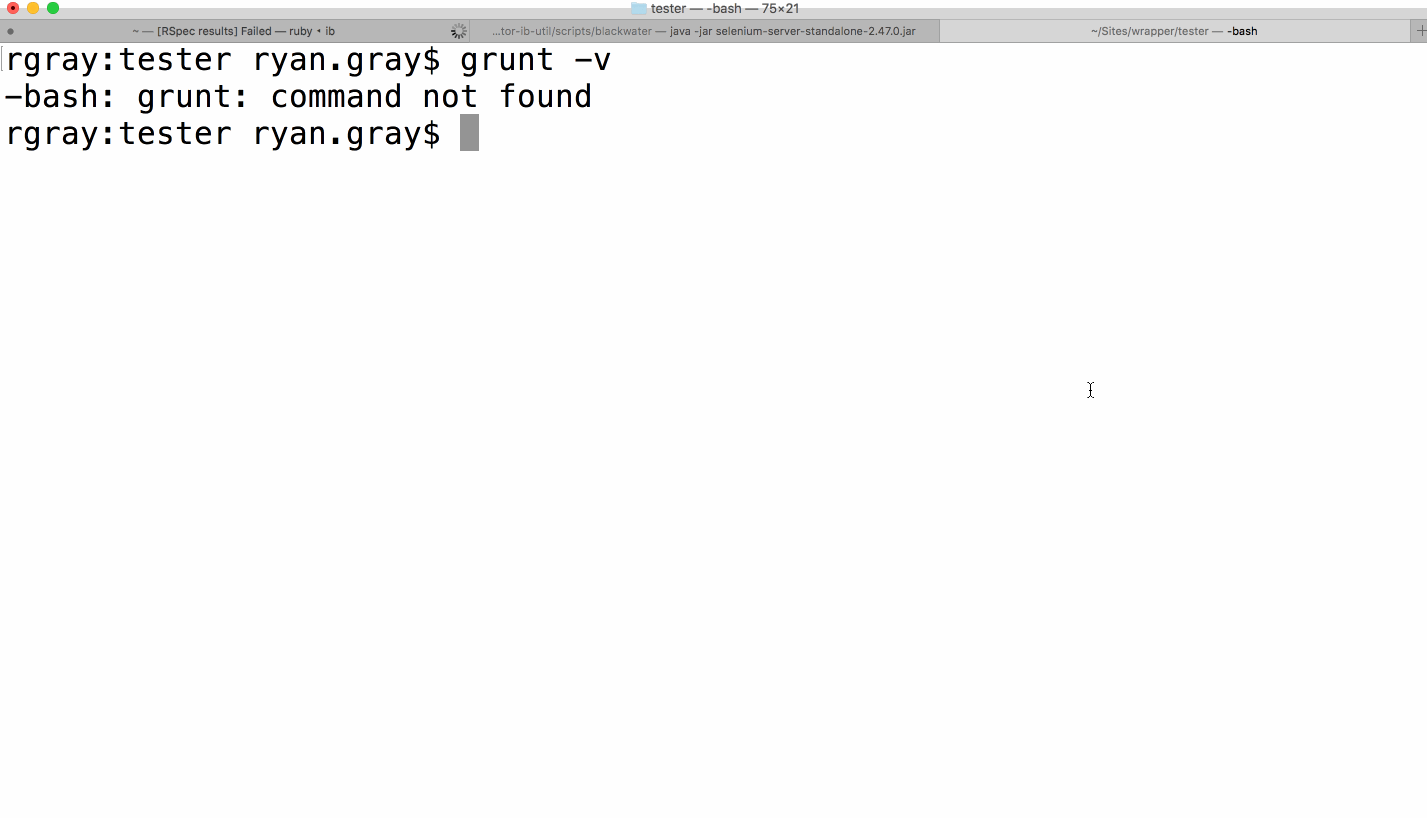 tester — -bash — 75×21
~ — [RSpec results] Failed — ruby • ib
...tor-ib-util/scripts/blackwater — java -jar selenium-server-standalone-2.47.0.jar
~/Sites/wrapper/tester — -bash
rgray:tester ryan.gray$ grunt -v
-bash: grunt: command not found
rgray:tester ryan.gray$